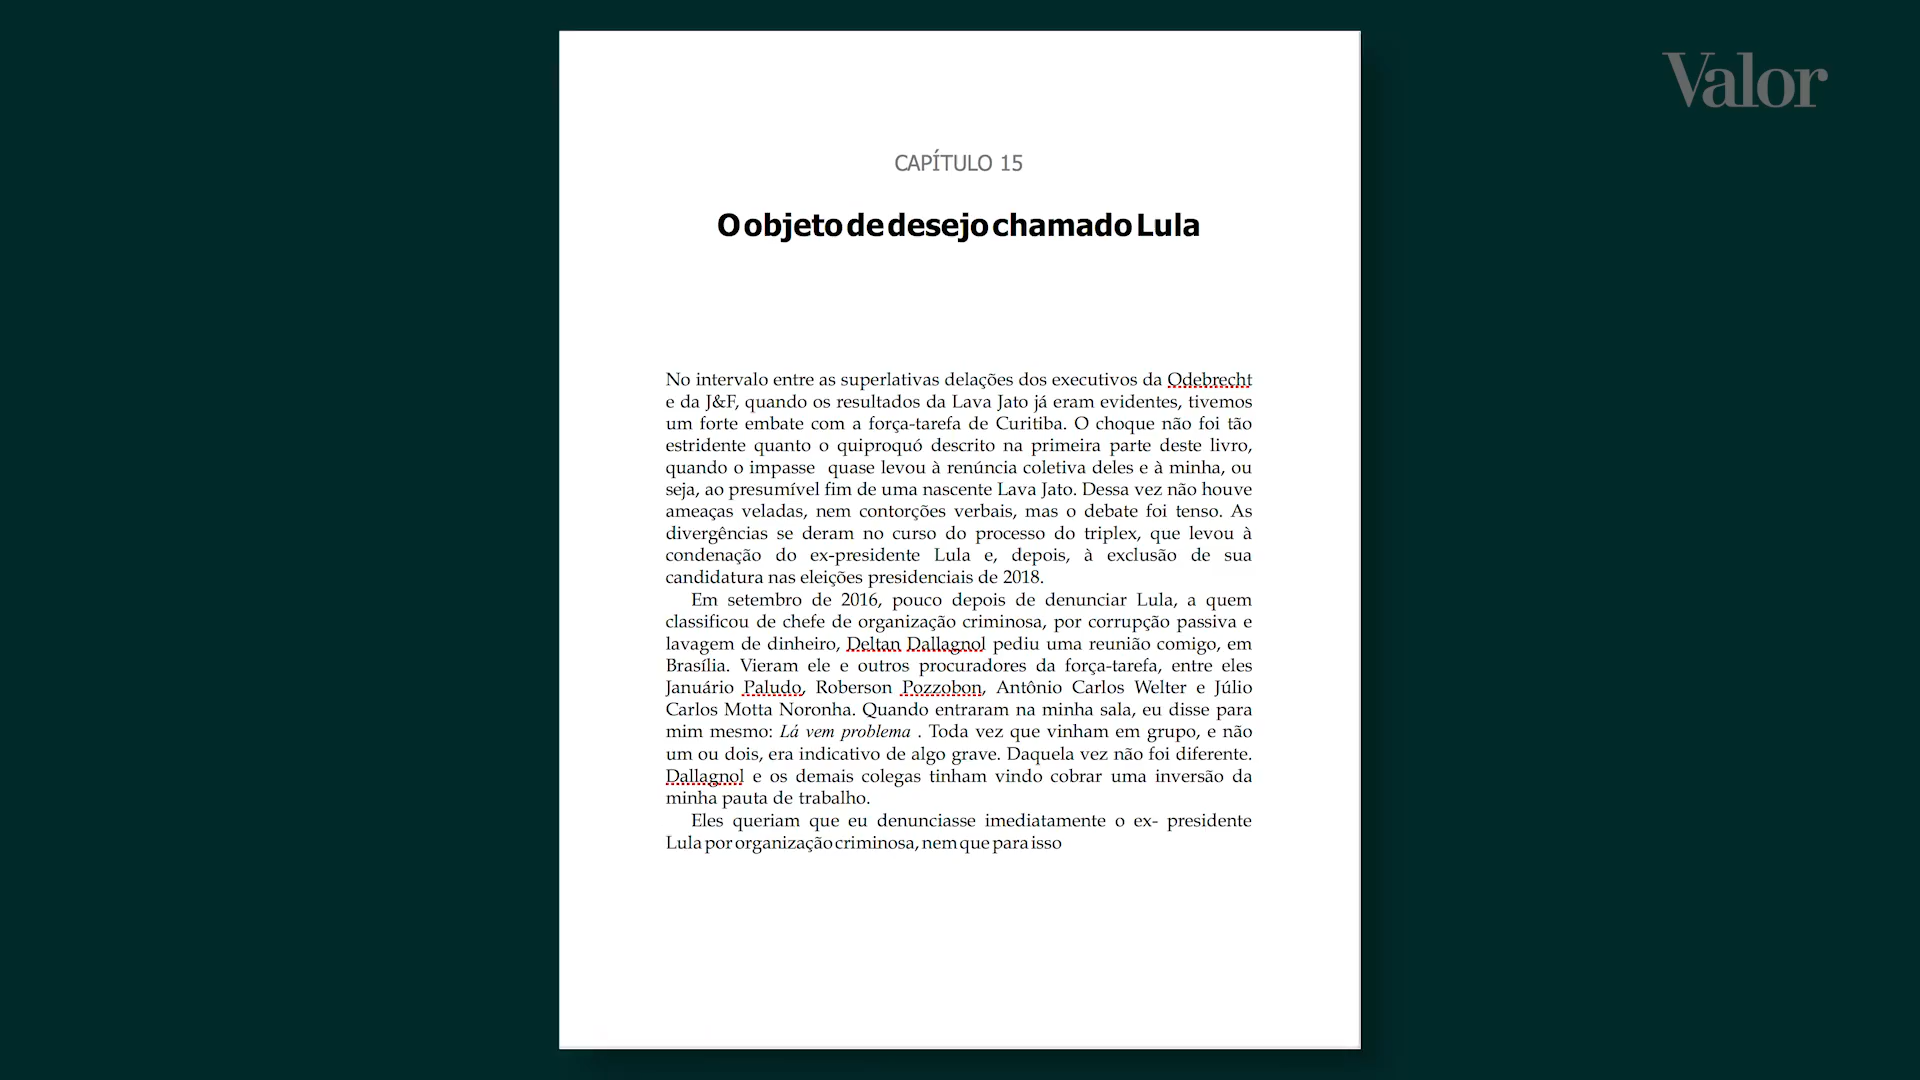 Valor
CAPÍTULO 15
O objeto de desejo chamado Lula
No intervalo entre as superlativas delações dos executivos da Odebrecht
e da J&F, quando os resultados da Lava Jato já eram evidentes, tivemos
um forte embate com a força-tarefa de Curitiba. O choque não foi tão
estridente quanto o quiproquó descrito na primeira parte deste livro,
quando o impasse quase levou à renúncia coletiva deles e à minha, ou
seja, ao presumível fim de uma nascente Lava Jato. Dessa vez não houve
ameaças veladas, nem contorções verbais, mas o debate foi tenso. As
divergências se deram no curso do processo do triplex, que levou à
condenação do ex-presidente Lula e, depois, à exclusão de sua
candidatura nas eleições presidenciais de 2018.
Em setembro de 2016, pouco depois de denunciar Lula, a quem
classificou de chefe de organização criminosa, por corrupção passiva e
lavagem de dinheiro, Deltan Dallagnol pediu uma reunião comigo, em
Brasília. Vieram ele e outros procuradores da força-tarefa, entre eles
Januário Paludo, Roberson Pozzobon, Antônio Carlos Welter e Júlio
Carlos Motta Noronha. Quando entraram na minha sala, eu disse para
mim mesmo: Lá vem problema . Toda vez que vinham em grupo, e não
um ou dois, era indicativo de algo grave. Daquela vez não foi diferente.
Dallagnol e os demais colegas tinham vindo cobrar uma inversão da
minha pauta de trabalho.
Eles queriam que eu denunciasse imediatamente o ex- presidente
Lula por organização criminosa, nem que para isso